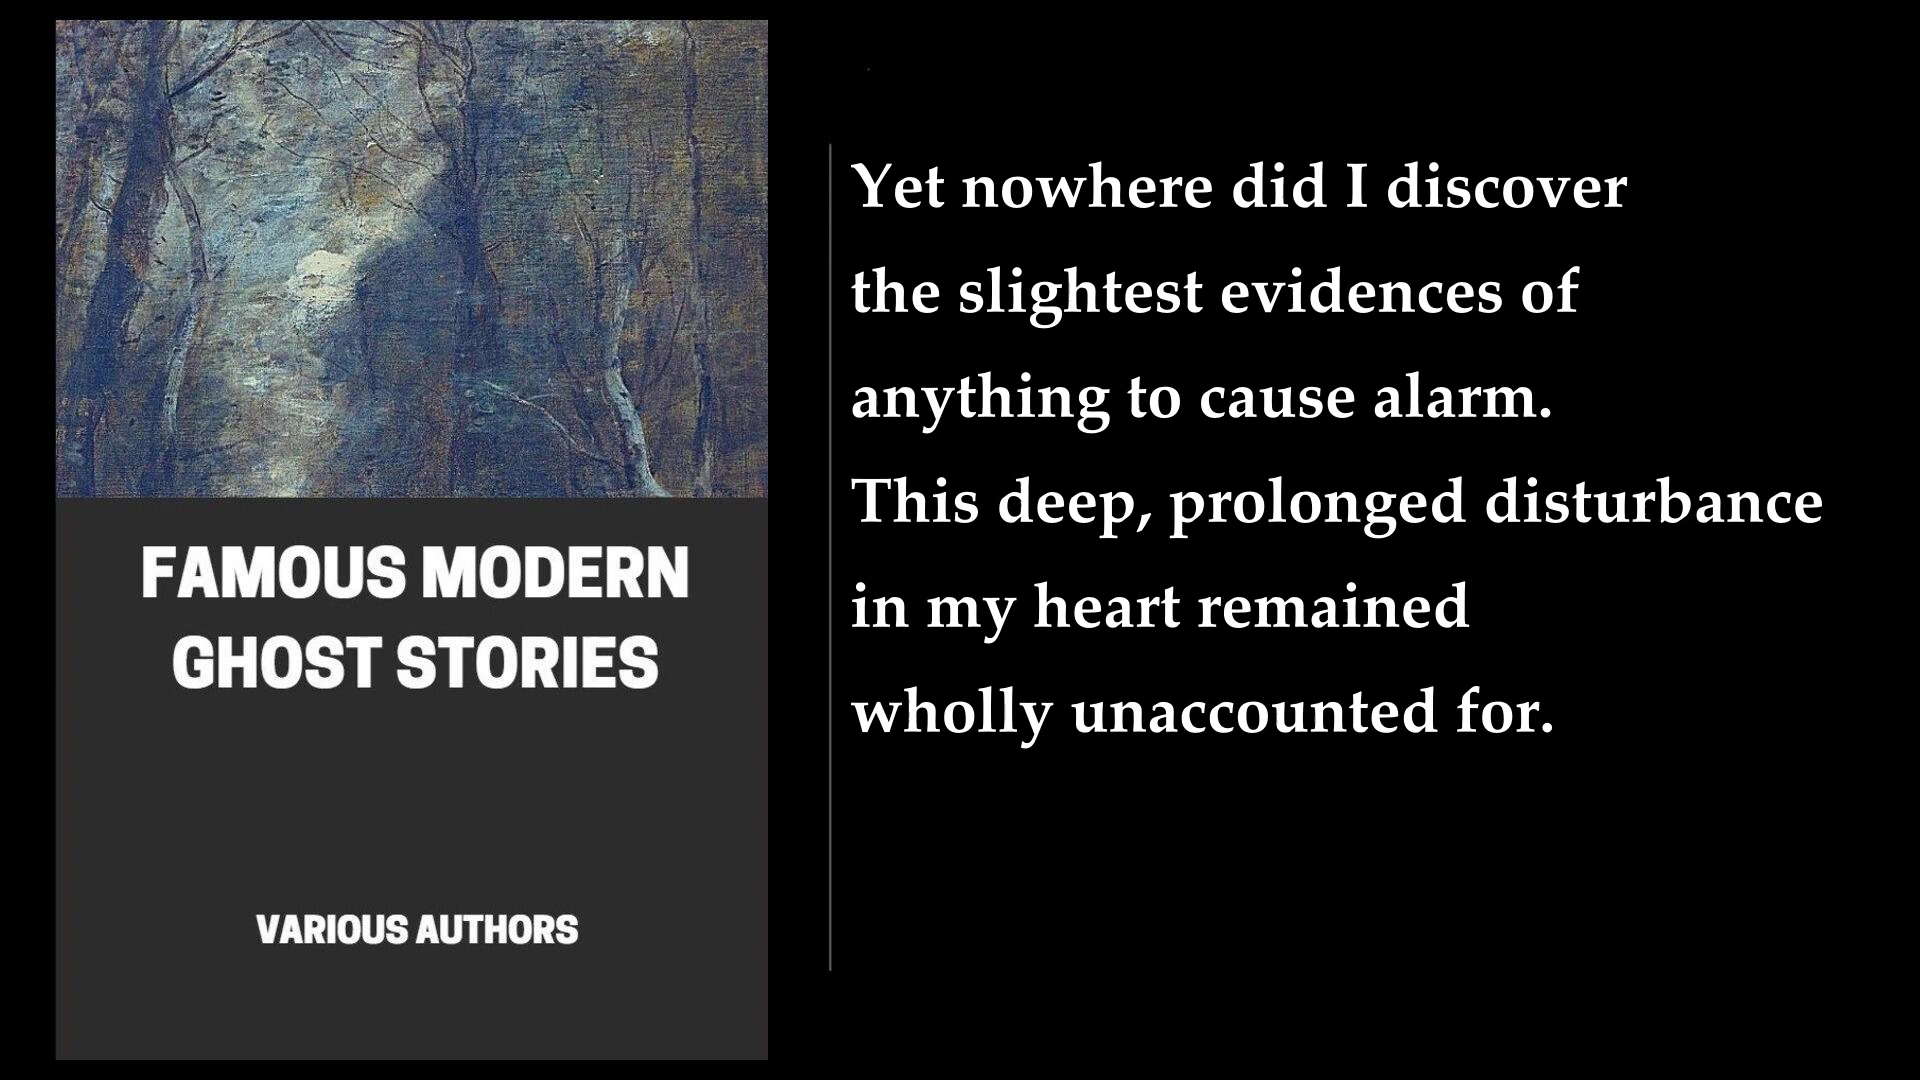 FAMOUS MODERN
GHOST STORIES
VARIOUS AUTHORS
Yet nowhere did I discover
the slightest evidences of
anything to cause alarm.
This deep, prolonged disturbance
in my heart remained
wholly unaccounted for.